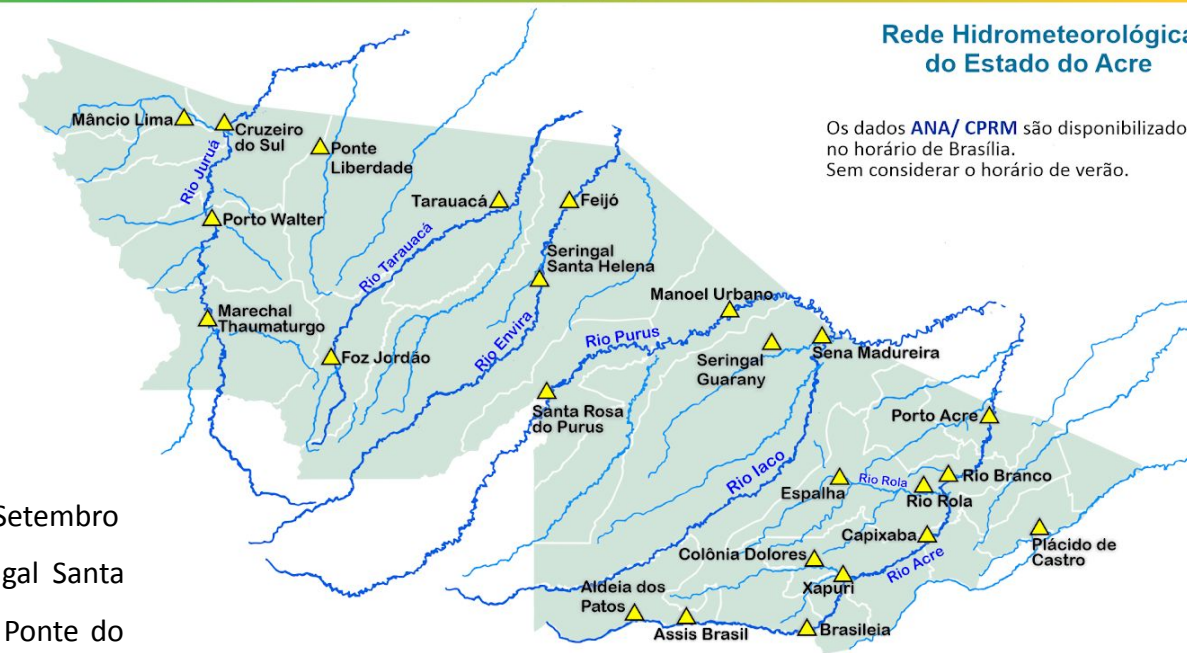 Rede Hidrometeorológica
do Estado do Acre
Os dados ANA/ CPRM são disponibilizado
no horário de Brasília.
Sem considerar o horário de verão.
Mâncio Lima
Cruzeiro
do Sul
Ponte
Liberdade
Rio Juruá
Porto Walter
Tarauacá
Feijó
Rio Tarauacá
Seringal
Santa Helena
Marechal
Thaumaturgo
Foz Jordão
Rio Envira
Manoel Urbano
Rio Purus
Seringal
Guarany
Sena Madureira
Santa Rosa
do Purus
Porto Acre
Rio Iaco
Espalha
Rio Rola
Rio Branco
Rio Rola
Capixaba
Plácido de
Castro
Colônia Dolores
Xapuri
Rio Acre
Aldeia dos
Patos
Assis Brasil
Brasileia
Setembro
gal Santa
Ponte do